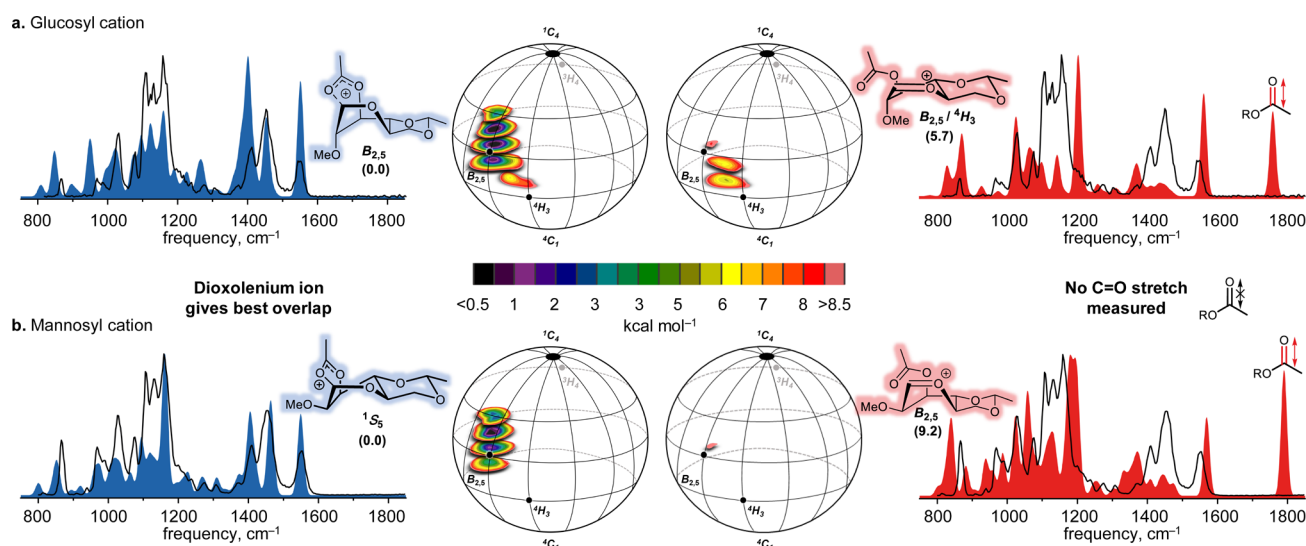 a. Glucosyl cation
B2,5
(0.0)
MeO
O
O
O
O
O
¹C₄
³H₄
B2,5
⁴H₃
⁴C₁
¹C₄
³H₄
B2,5
⁴H₃
⁴C₁
O
O
O
O
O
OMe
B2,5 / ⁴H₃
(5.7)
O
RO
800 1000 1200 1400 1600 1800
frequency, cm⁻¹
800 1000 1200 1400 1600 1800
frequency, cm⁻¹
<0.5 1 2 3 3 5 6 7 8 >8.5
kcal mol⁻¹
Dioxolenium ion
gives best overlap
No C=O stretch
measured
O
RO
b. Mannosyl cation
O
O
O
O
O
MeO
¹S₅
(0.0)
¹C₄
³H₄
B2,5
⁴H₃
⁴C₁
¹C₄
³H₄
B2,5
⁴H₃
⁴C₁
O
O
O
O
O
MeO
B2,5
(9.2)
O
RO
800 1000 1200 1400 1600 1800
frequency, cm⁻¹
800 1000 1200 1400 1600 1800
frequency, cm⁻¹